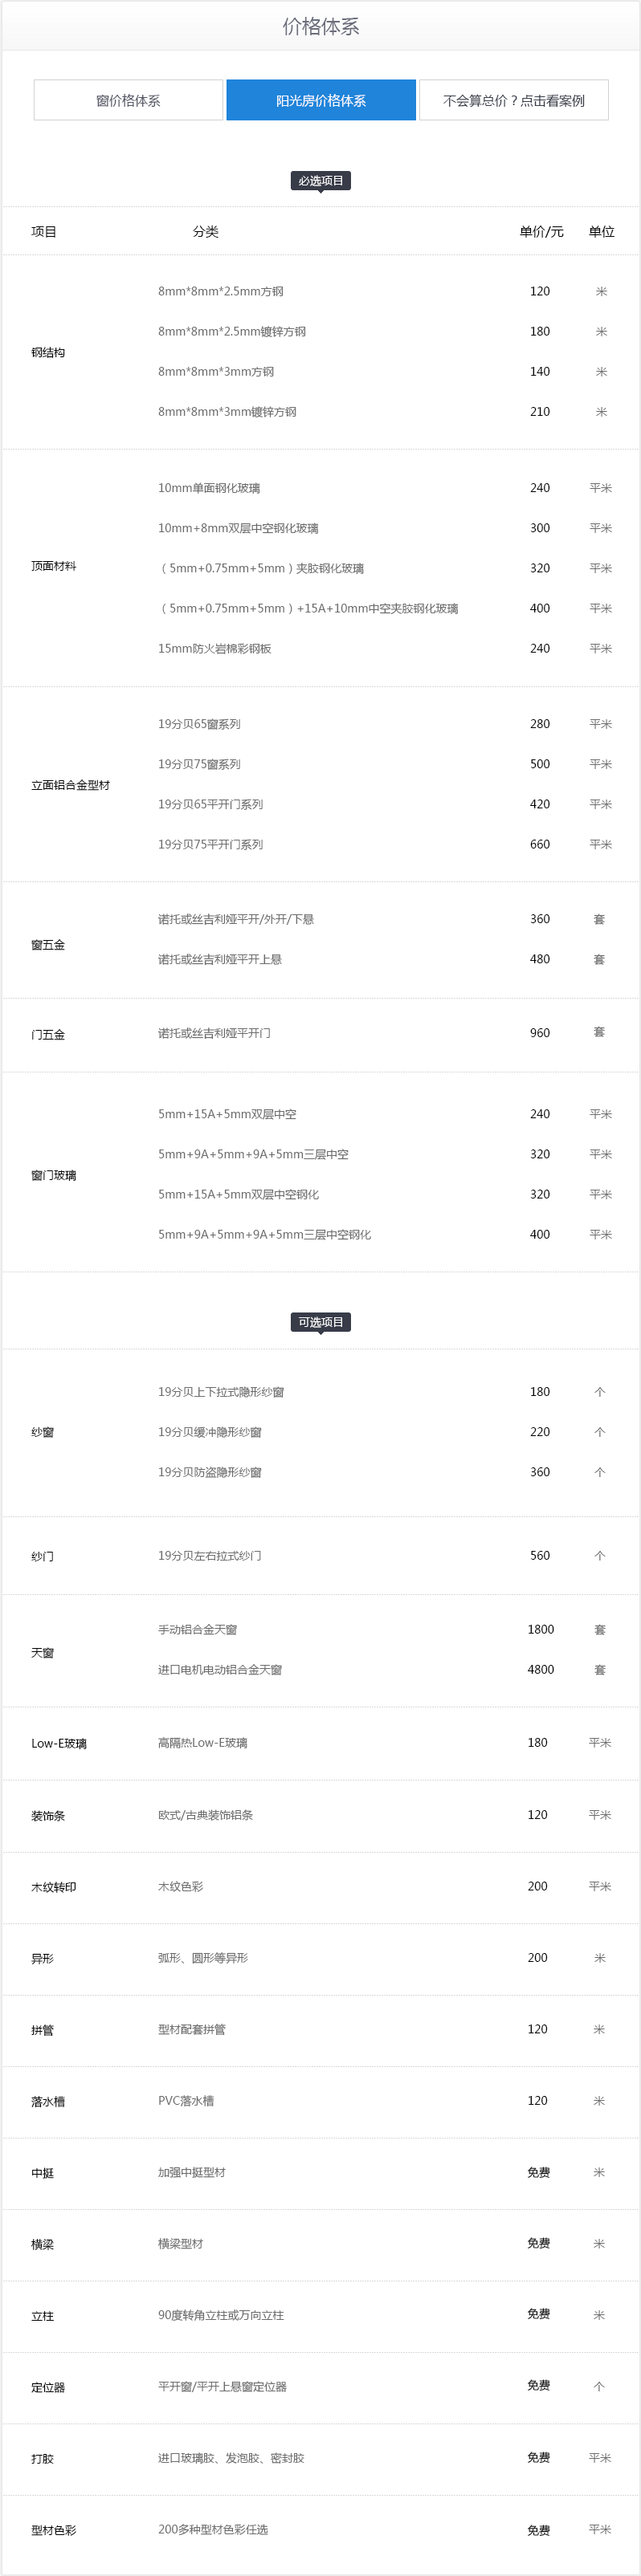 价格体系
窗价格体系 阳光房价格体系 不会算总价？点击看案例
必选项目
项目 分类 单价/元 单位
8mm*8mm*2.5mm方钢 120 米
8mm*8mm*2.5mm镀锌方钢 180 米
钢结构
8mm*8mm*3mm方钢 140 米
8mm*8mm*3mm镀锌方钢 210 米
10mm单面钢化玻璃 240 平米
10mm+8mm双层中空钢化玻璃 300 平米
顶面材料 （5mm+0.75mm+5mm）夹胶钢化玻璃 320 平米
（5mm+0.75mm+5mm）+15A+10mm中空夹胶钢化玻璃 400 平米
15mm防火岩棉彩钢板 240 平米
19分贝65窗系列 280 平米
19分贝75窗系列 500 平米
立面铝合金型材
19分贝65平开门系列 420 平米
19分贝75平开门系列 660 平米
诺托或丝吉利娅平开/外开/下悬 360 套
窗五金
诺托或丝吉利娅平开上悬 480 套
门五金 诺托或丝吉利娅平开门 960 套
5mm+15A+5mm双层中空 240 平米
5mm+9A+5mm+9A+5mm三层中空 320 平米
窗门玻璃
5mm+15A+5mm双层中空钢化 320 平米
5mm+9A+5mm+9A+5mm三层中空钢化 400 平米
可选项目
19分贝上下拉式隐形纱窗 180 个
纱窗 19分贝缓冲隐形纱窗 220 个
19分贝防盗隐形纱窗 360 个
纱门 19分贝左右拉式纱门 560 个
手动铝合金天窗 1800 套
天窗
进口电机电动铝合金天窗 4800 套
Low-E玻璃 高隔热Low-E玻璃 180 平米
装饰条 欧式/古典装饰铝条 120 平米
木纹转印 木纹色彩 200 平米
异形 弧形、圆形等异形 200 米
拼管 型材配套拼管 120 米
落水槽 PVC落水槽 120 米
中挺 加强中挺型材 免费 米
横梁 横梁型材 免费 米
立柱 90度转角立柱或万向立柱 免费 米
定位器 平开窗/平开上悬窗定位器 免费 个
打胶 进口玻璃胶、发泡胶、密封胶 免费 平米
型材色彩 200多种型材色彩任选 免费 平米